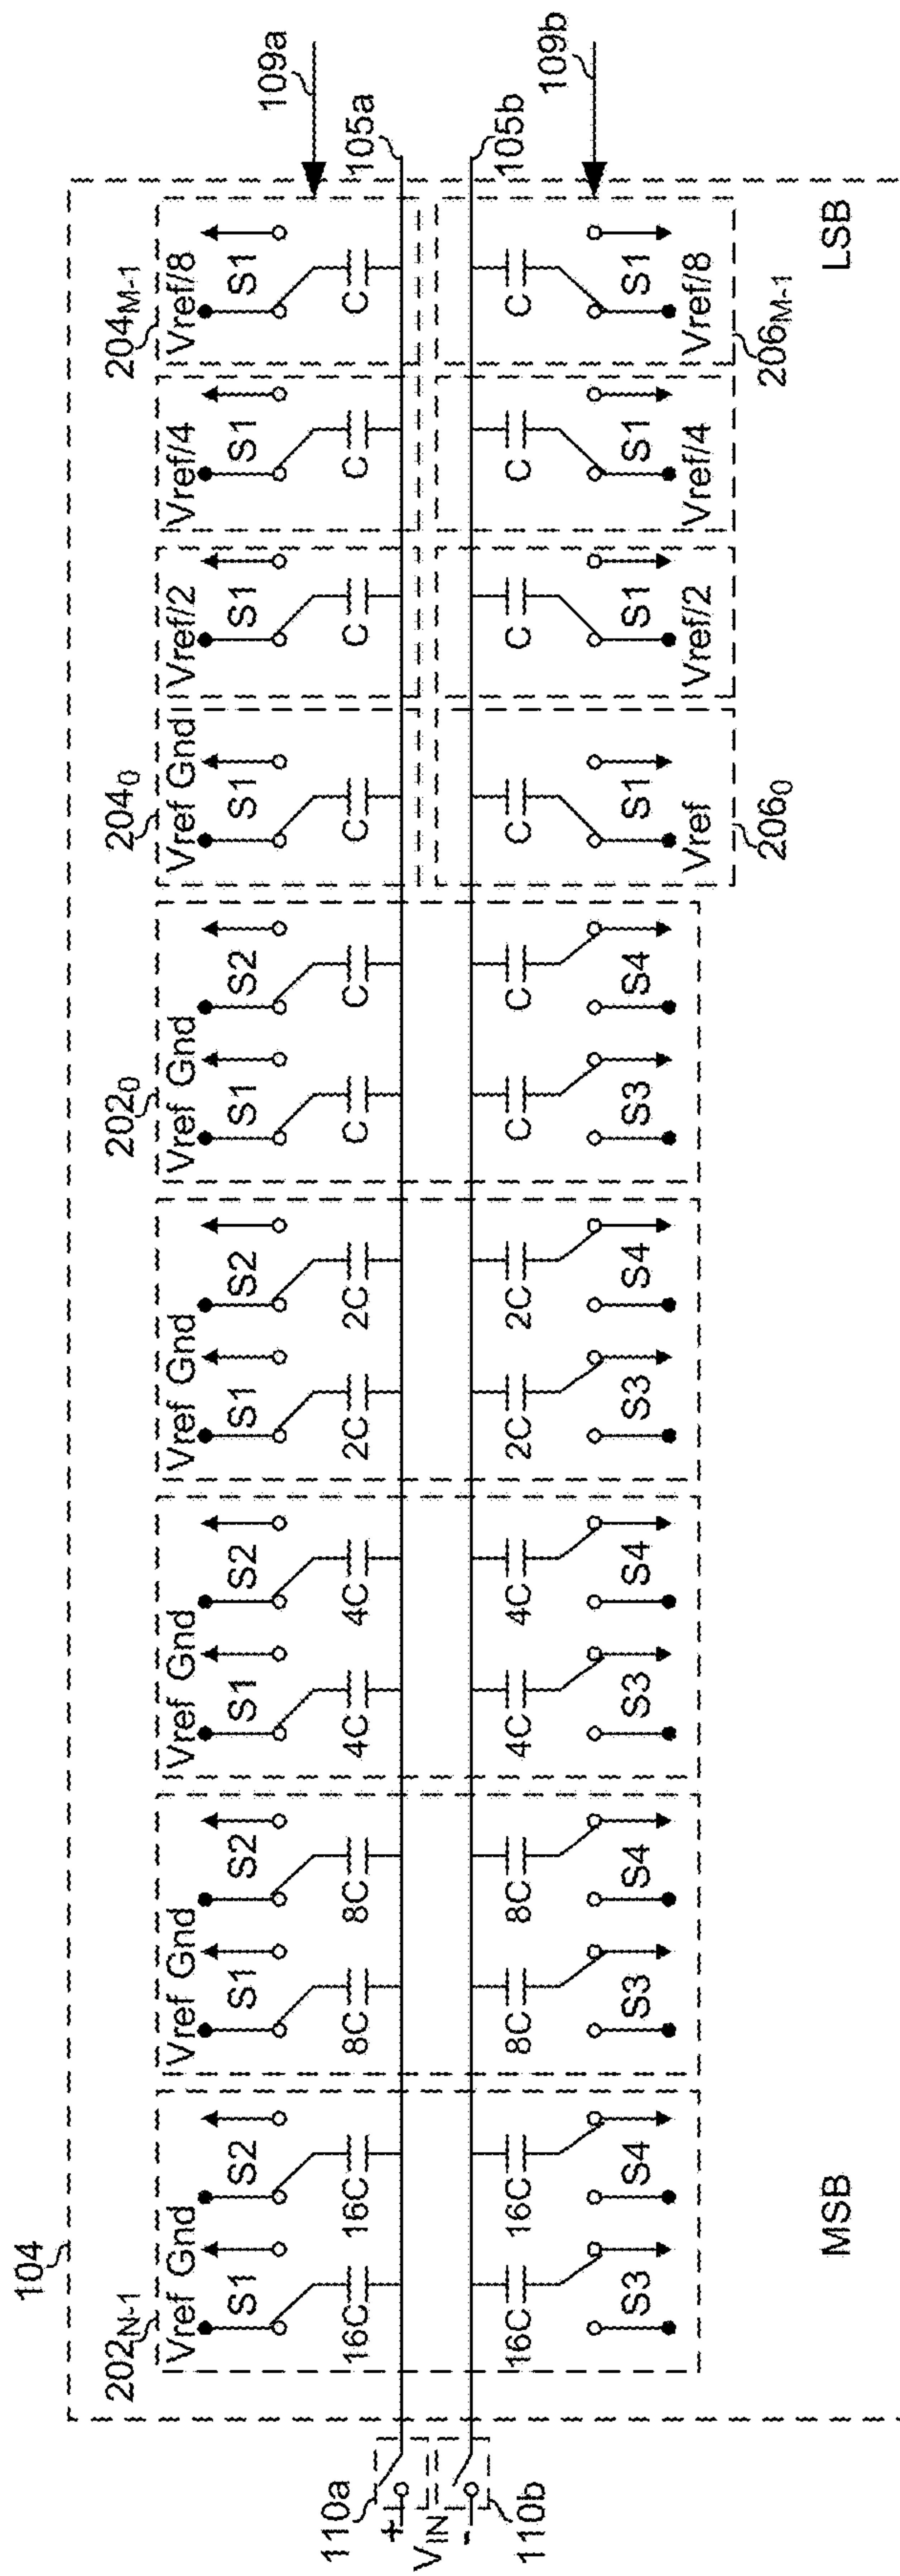 104
202N-1 2020 2040 204M-1
Vref Gnd Vref Gnd Vref Gnd Vref Gnd Vref Gnd Vref Gnd Vref/2 Vref/4 Vref/8
S1 S2 S1 S2 S1 S2 S1 S2 S1 S2 S1 S1 S1 S1
109a
110a 16C 16C 8C 8C 4C 4C 2C 2C C C C C C C 105a
+
VIN
-
110b 16C 16C 8C 8C 4C 4C 2C 2C C C C C C C 105b
109b
S3 S4 S3 S4 S3 S4 S3 S4 S3 S4 S1 S1 S1 S1
Vref Vref/2 Vref/4 Vref/8
2060 206M-1
MSB LSB